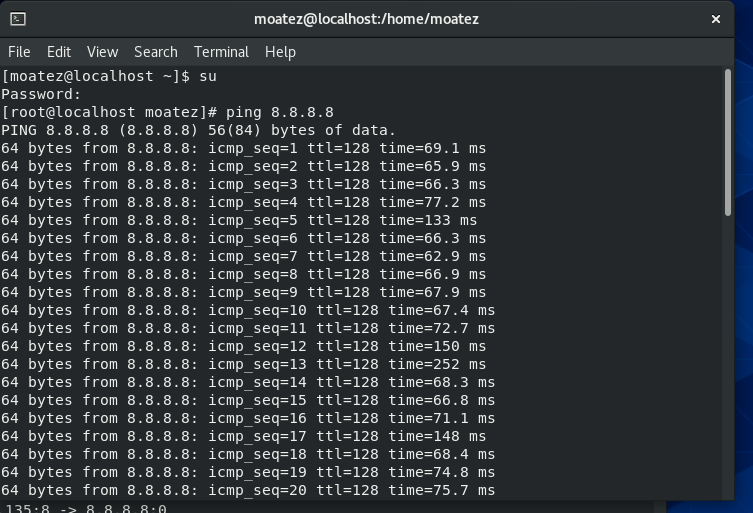 moatez@localhost:/home/moatez
File Edit View Search Terminal Help
[moatez@localhost ~]$ su
Password:
[root@localhost moatez]# ping 8.8.8.8
PING 8.8.8.8 (8.8.8.8) 56(84) bytes of data.
64 bytes from 8.8.8.8: icmp_seq=1 ttl=128 time=69.1 ms
64 bytes from 8.8.8.8: icmp_seq=2 ttl=128 time=65.9 ms
64 bytes from 8.8.8.8: icmp_seq=3 ttl=128 time=66.3 ms
64 bytes from 8.8.8.8: icmp_seq=4 ttl=128 time=77.2 ms
64 bytes from 8.8.8.8: icmp_seq=5 ttl=128 time=133 ms
64 bytes from 8.8.8.8: icmp_seq=6 ttl=128 time=66.3 ms
64 bytes from 8.8.8.8: icmp_seq=7 ttl=128 time=62.9 ms
64 bytes from 8.8.8.8: icmp_seq=8 ttl=128 time=66.9 ms
64 bytes from 8.8.8.8: icmp_seq=9 ttl=128 time=67.9 ms
64 bytes from 8.8.8.8: icmp_seq=10 ttl=128 time=67.4 ms
64 bytes from 8.8.8.8: icmp_seq=11 ttl=128 time=72.7 ms
64 bytes from 8.8.8.8: icmp_seq=12 ttl=128 time=150 ms
64 bytes from 8.8.8.8: icmp_seq=13 ttl=128 time=252 ms
64 bytes from 8.8.8.8: icmp_seq=14 ttl=128 time=68.3 ms
64 bytes from 8.8.8.8: icmp_seq=15 ttl=128 time=66.8 ms
64 bytes from 8.8.8.8: icmp_seq=16 ttl=128 time=71.1 ms
64 bytes from 8.8.8.8: icmp_seq=17 ttl=128 time=148 ms
64 bytes from 8.8.8.8: icmp_seq=18 ttl=128 time=68.4 ms
64 bytes from 8.8.8.8: icmp_seq=19 ttl=128 time=74.8 ms
64 bytes from 8.8.8.8: icmp_seq=20 ttl=128 time=75.7 ms
135:8 -> 8.8.8.8:0